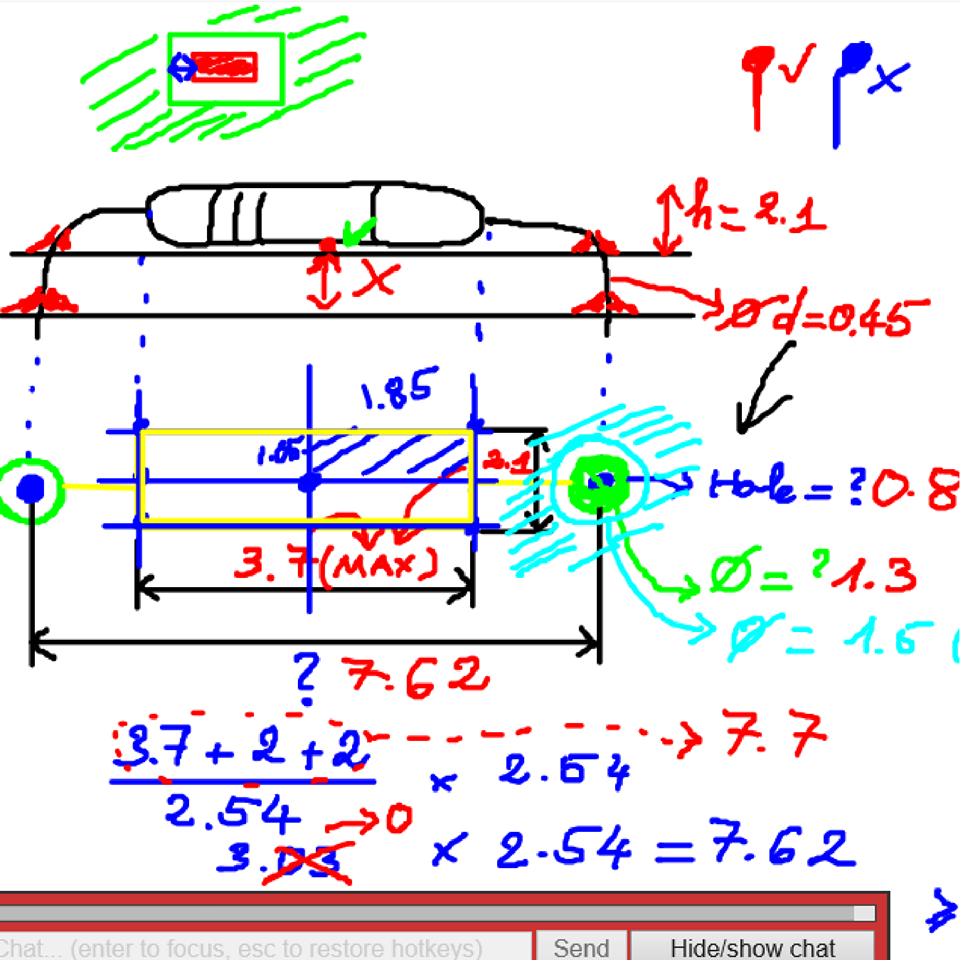 ✓ X
h = 2.1
X
Ø d = 0.45
1.85
1.05
2.1
Hole = ? 0.8
3.7 (MAX)
Ø = ? 1.3
Ø = 1.6 (
? 7.62
3.7 + 2 + 2 → 7.7
× 2.54
2.54
→ 0
3.03 × 2.54 = 7.62
Chat... (enter to focus, esc to restore hotkeys) Send Hide/show chat